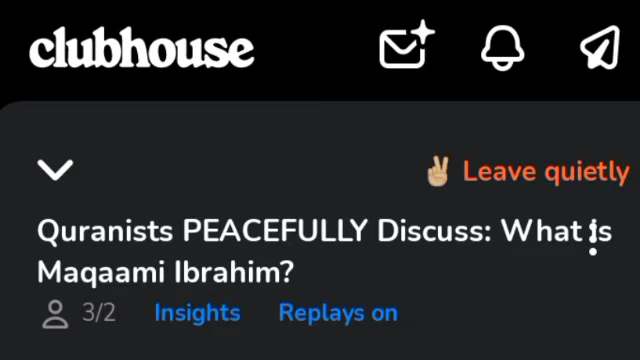 clubhouse
Leave quietly
Quranists PEACEFULLY Discuss: What is
Maqaami Ibrahim?
3/2 Insights Replays on